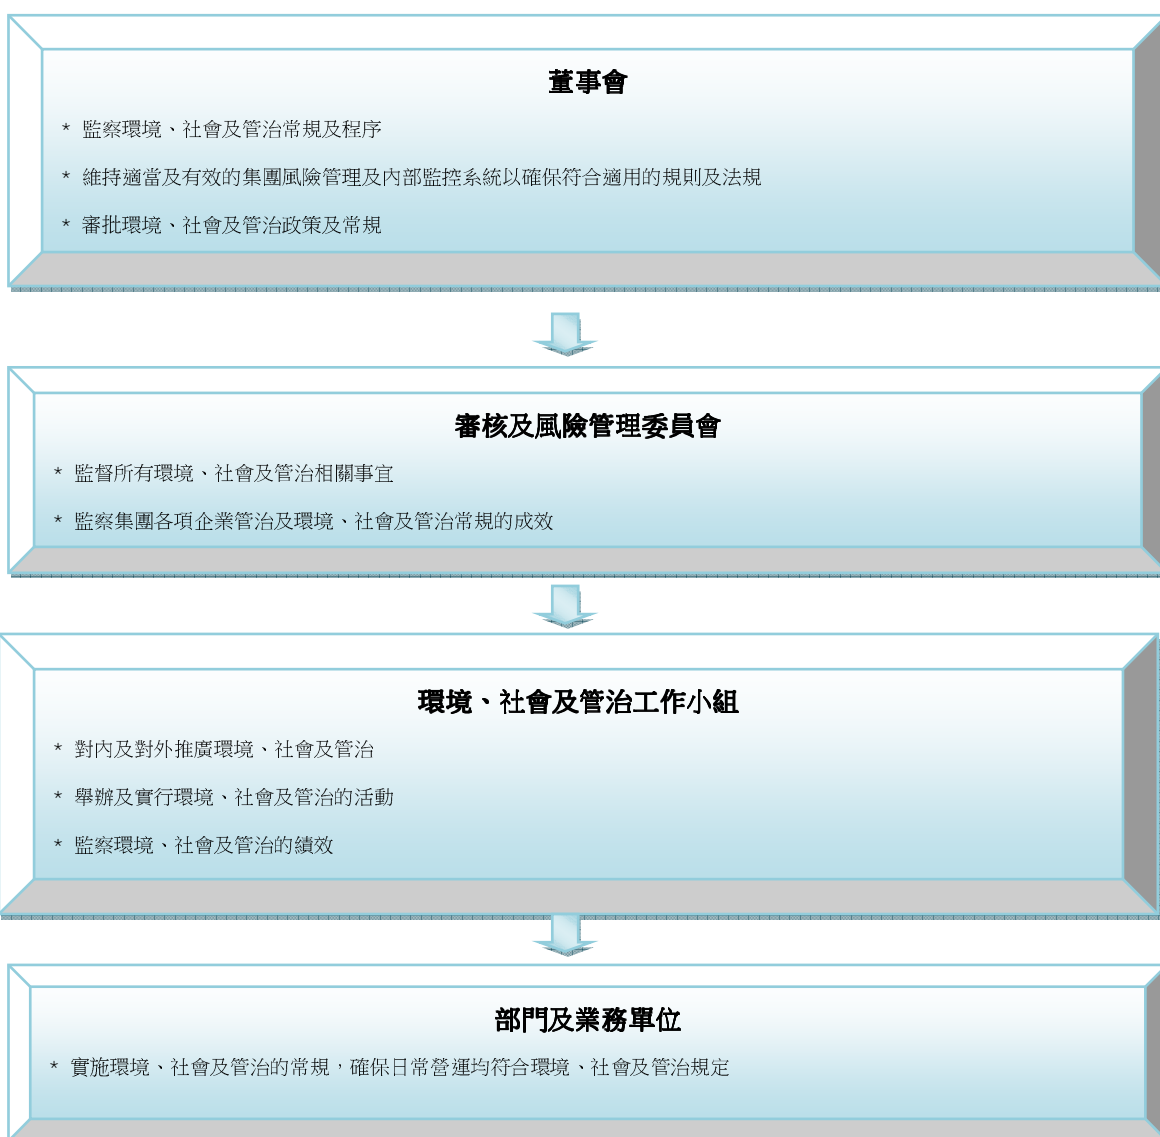 董事會
* 監察環境、社會及管治常規及程序
* 維持適當及有效的集團風險管理及內部監控系統以確保符合適用的規則及法規
* 審批環境、社會及管治政策及常規
審核及風險管理委員會
* 監督所有環境、社會及管治相關事宜
* 監察集團各項企業管治及環境、社會及管治常規的成效
環境、社會及管治工作小組
* 對內及對外推廣環境、社會及管治
* 舉辦及實行環境、社會及管治的活動
* 監察環境、社會及管治的績效
部門及業務單位
* 實施環境、社會及管治的常規，確保日常營運均符合環境、社會及管治規定